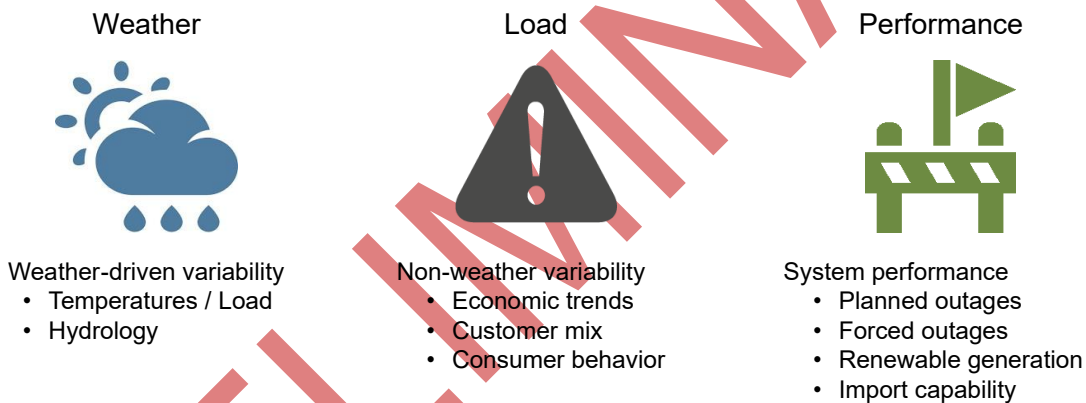 Weather
Weather-driven variability
• Temperatures / Load
• Hydrology
Load
Non-weather variability
• Economic trends
• Customer mix
• Consumer behavior
Performance
System performance
• Planned outages
• Forced outages
• Renewable generation
• Import capability